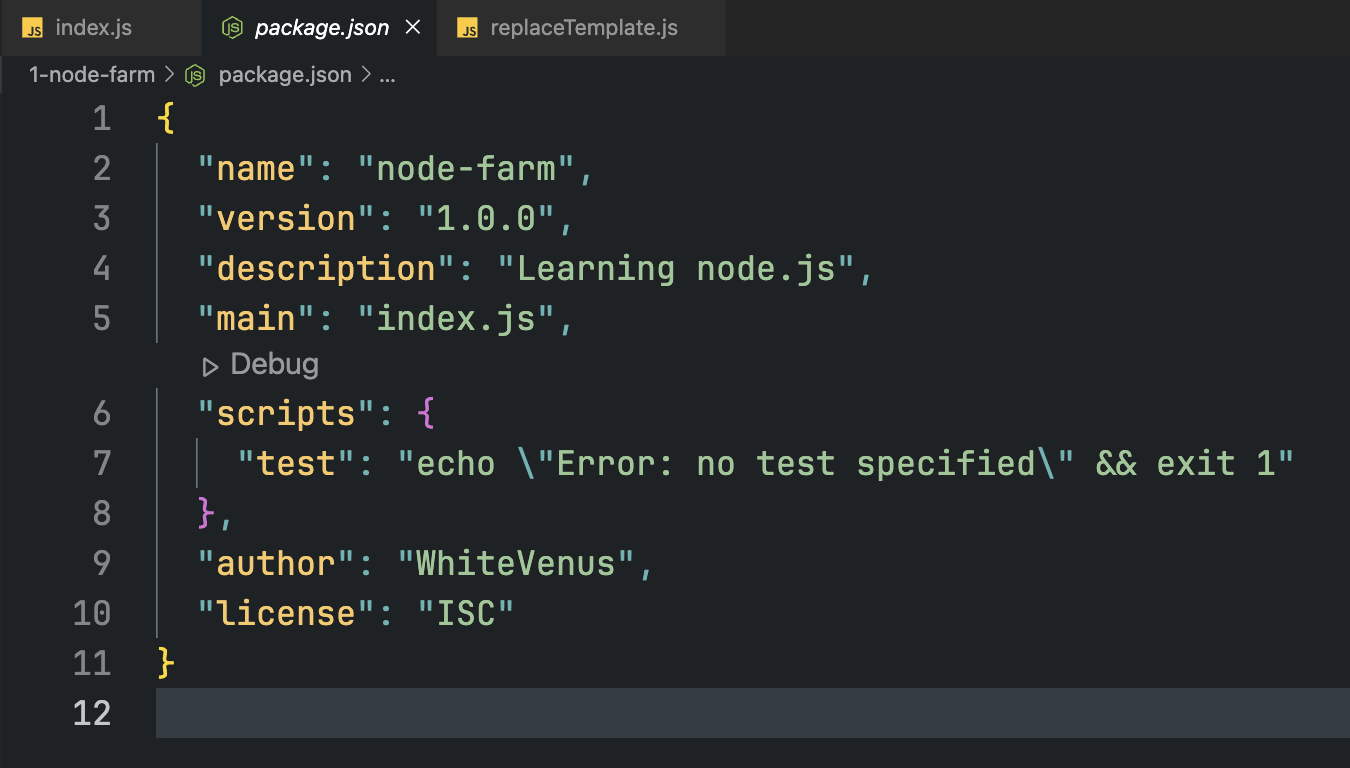 index.js
package.json
replaceTemplate.js
1-node-farm > package.json > ...
1 {
2 "name": "node-farm",
3 "version": "1.0.0",
4 "description": "Learning node.js",
5 "main": "index.js",
Debug
6 "scripts": {
7 "test": "echo \"Error: no test specified\" && exit 1"
8 },
9 "author": "WhiteVenus",
10 "license": "ISC"
11 }
12